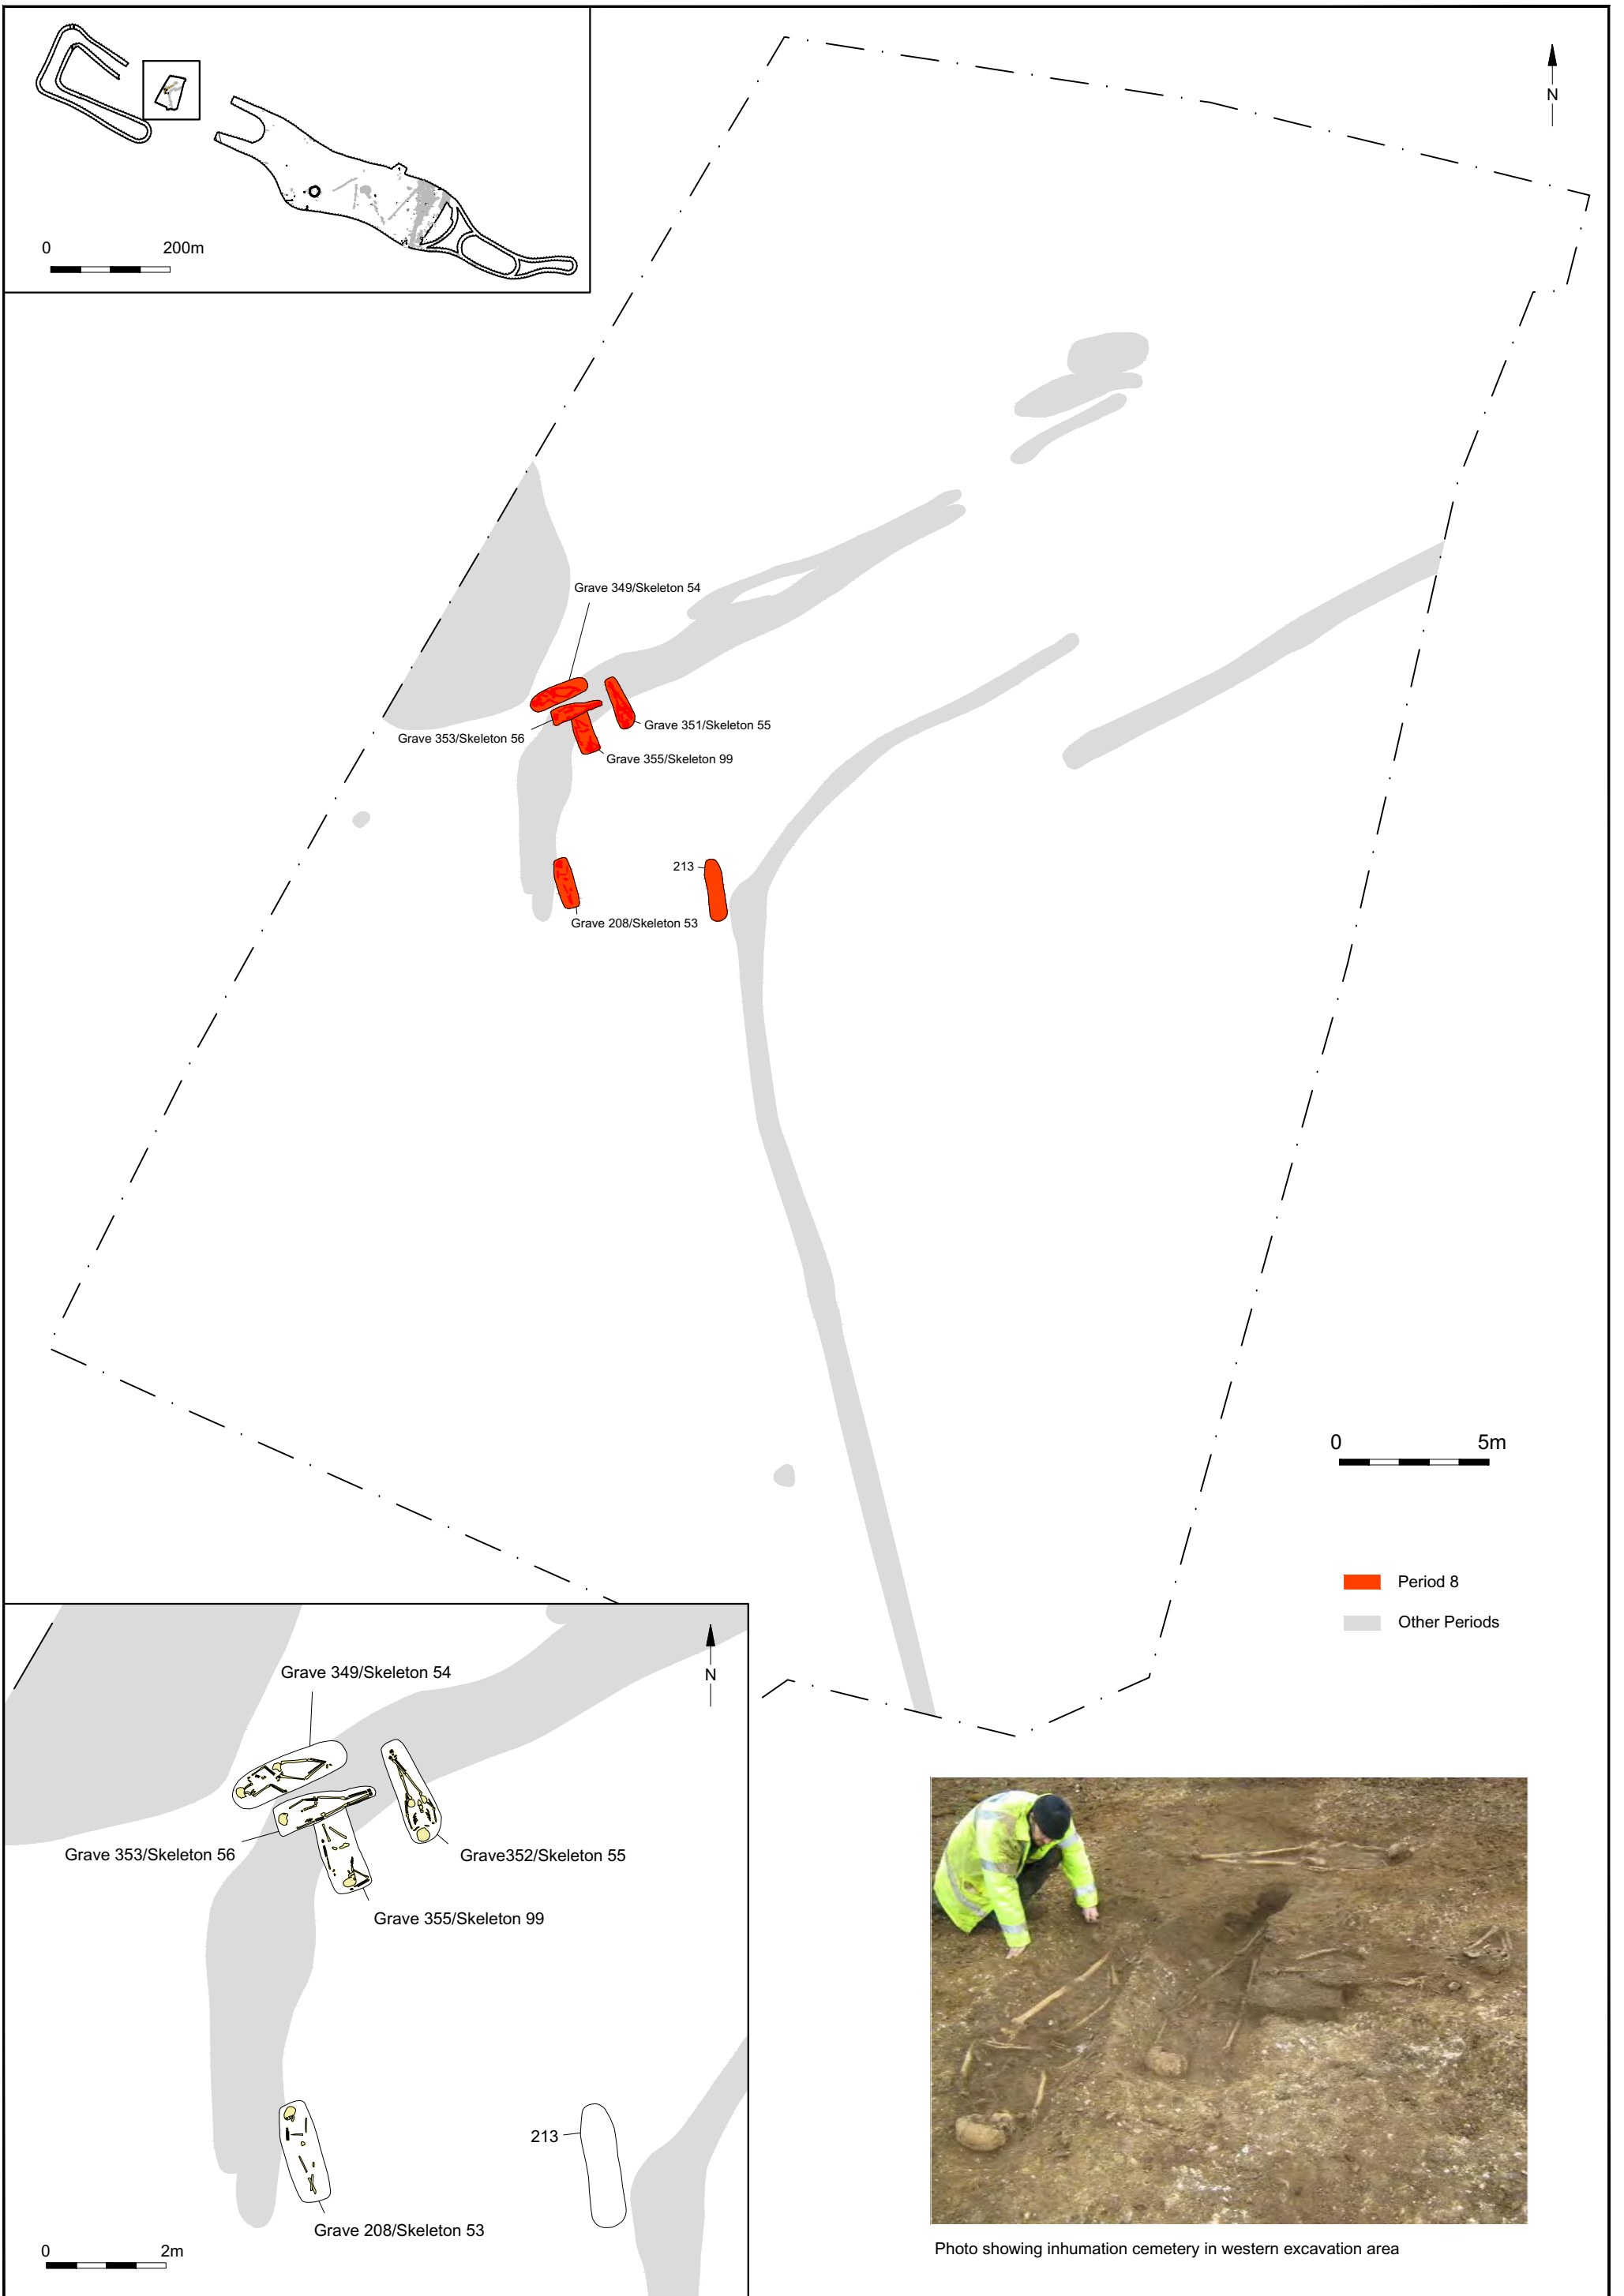 0 200m
N
Grave 349/Skeleton 54
Grave 351/Skeleton 55
Grave 353/Skeleton 56
Grave 355/Skeleton 99
213
Grave 208/Skeleton 53
0 5m
Period 8
Other Periods
N
Grave 349/Skeleton 54
Grave 353/Skeleton 56
Grave352/Skeleton 55
Grave 355/Skeleton 99
213
Grave 208/Skeleton 53
0 2m
Photo showing inhumation cemetery in western excavation area